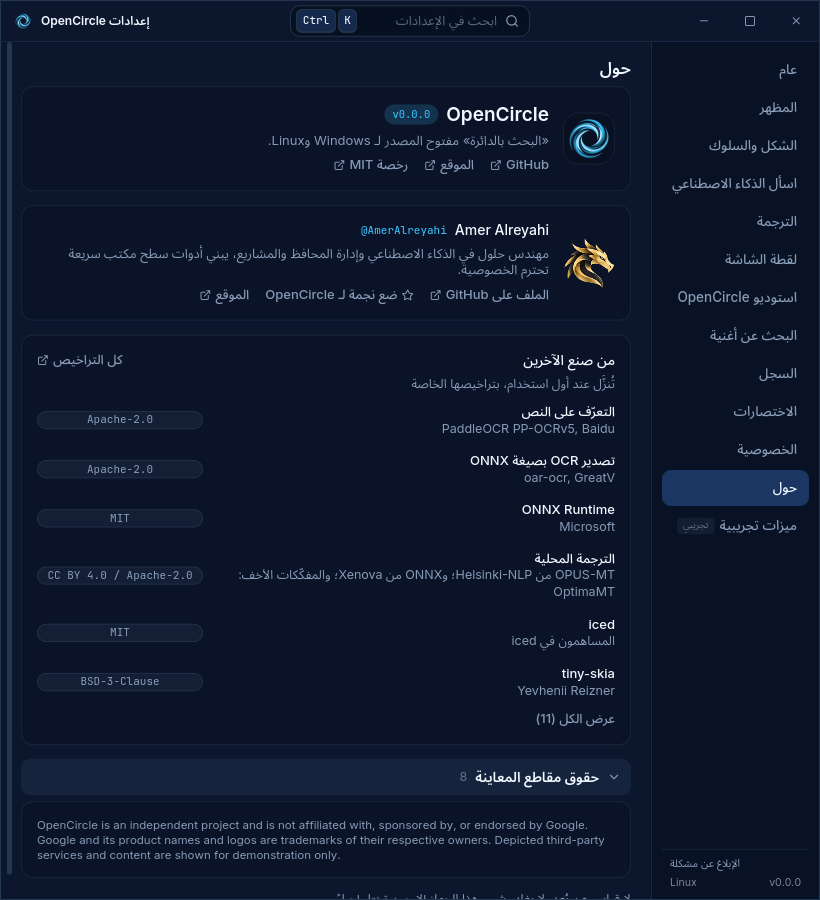 إعدادات OpenCircle
ابحث في الإعدادات
Ctrl K
عام
المظهر
الشكل والسلوك
اسأل الذكاء الاصطناعي
الترجمة
لقطة الشاشة
استوديو OpenCircle
البحث عن أغنية
السجل
الاختصارات
الخصوصية
حول
ميزات تجريبية تجريبي
الإبلاغ عن مشكلة
Linux v0.0.0
حول
OpenCircle v0.0.0
«البحث بالدائرة» مفتوح المصدر لـ Windows وLinux.
GitHub الموقع رخصة MIT
Amer Alreyahi @AmerAlreyahi
مهندس حلول في الذكاء الاصطناعي وإدارة المحافظ والمشاريع، يبني أدوات سطح مكتب سريعة
تحترم الخصوصية.
الملف على GitHub ضع نجمة لـ OpenCircle الموقع
من صنع الآخرين كل التراخيص
تُنزَّل عند أول استخدام، بتراخيصها الخاصة
التعرّف على النص
PaddleOCR PP-OCRv5, Baidu
Apache-2.0
تصدير OCR بصيغة ONNX
oar-ocr, GreatV
Apache-2.0
ONNX Runtime
Microsoft
MIT
الترجمة المحلية
OPUS-MT من Helsinki-NLP؛ وONNX من Xenova؛ والمفكّكات الأخف:
OptimaMT
CC BY 4.0 / Apache-2.0
iced
المساهمون في iced
MIT
tiny-skia
Yevhenii Reizner
BSD-3-Clause
عرض الكل (11)
حقوق مقاطع المعاينة 8
OpenCircle is an independent project and is not affiliated with, sponsored by, or endorsed by Google.
Google and its product names and logos are trademarks of their respective owners. Depicted third-party
services and content are shown for demonstration only.